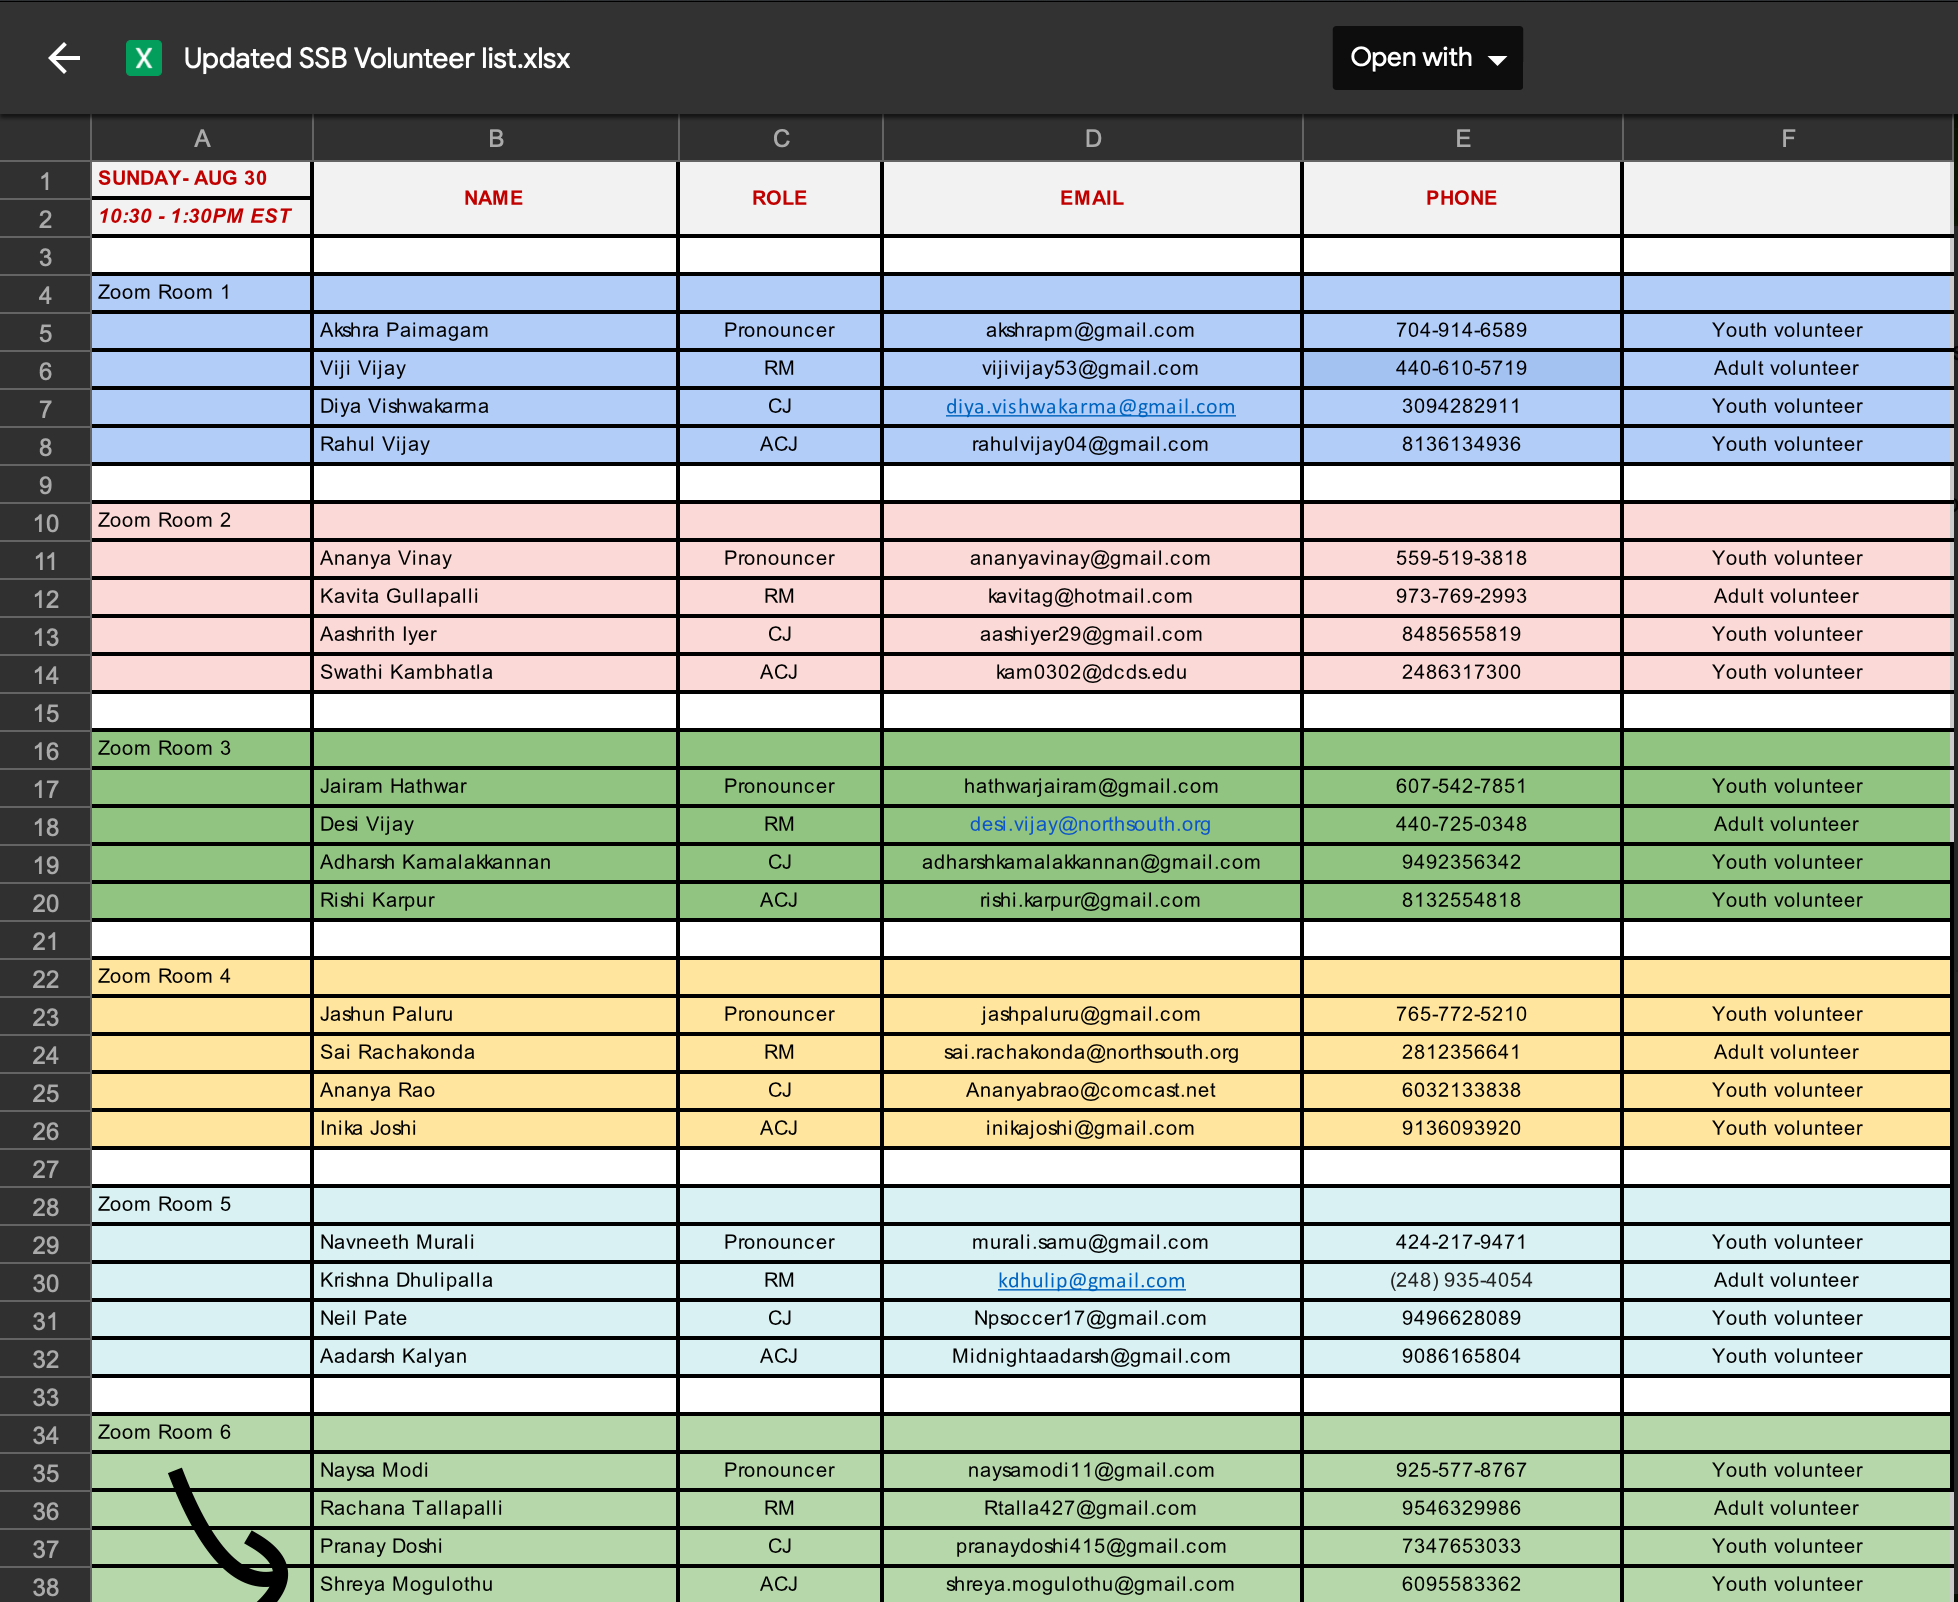 Updated SSB Volunteer list.xlsx Open with
A B C D E F
1 SUNDAY- AUG 30 NAME ROLE EMAIL PHONE
2 10:30 - 1:30PM EST
3
4 Zoom Room 1
5 Akshra Paimagam Pronouncer akshrapm@gmail.com 704-914-6589 Youth volunteer
6 Viji Vijay RM vijivijay53@gmail.com 440-610-5719 Adult volunteer
7 Diya Vishwakarma CJ diya.vishwakarma@gmail.com 3094282911 Youth volunteer
8 Rahul Vijay ACJ rahulvijay04@gmail.com 8136134936 Youth volunteer
9
10 Zoom Room 2
11 Ananya Vinay Pronouncer ananyavinay@gmail.com 559-519-3818 Youth volunteer
12 Kavita Gullapalli RM kavitag@hotmail.com 973-769-2993 Adult volunteer
13 Aashrith Iyer CJ aashiyer29@gmail.com 8485655819 Youth volunteer
14 Swathi Kambhatla ACJ kam0302@dcds.edu 2486317300 Youth volunteer
15
16 Zoom Room 3
17 Jairam Hathwar Pronouncer hathwarjairam@gmail.com 607-542-7851 Youth volunteer
18 Desi Vijay RM desi.vijay@northsouth.org 440-725-0348 Adult volunteer
19 Adharsh Kamalakkannan CJ adharshkamalakkannan@gmail.com 9492356342 Youth volunteer
20 Rishi Karpur ACJ rishi.karpur@gmail.com 8132554818 Youth volunteer
21
22 Zoom Room 4
23 Jashun Paluru Pronouncer jashpaluru@gmail.com 765-772-5210 Youth volunteer
24 Sai Rachakonda RM sai.rachakonda@northsouth.org 2812356641 Adult volunteer
25 Ananya Rao CJ Ananyabrao@comcast.net 6032133838 Youth volunteer
26 Inika Joshi ACJ inikajoshi@gmail.com 9136093920 Youth volunteer
27
28 Zoom Room 5
29 Navneeth Murali Pronouncer murali.samu@gmail.com 424-217-9471 Youth volunteer
30 Krishna Dhulipalla RM kdhulip@gmail.com (248) 935-4054 Adult volunteer
31 Neil Pate CJ Npsoccer17@gmail.com 9496628089 Youth volunteer
32 Aadarsh Kalyan ACJ Midnightaadarsh@gmail.com 9086165804 Youth volunteer
33
34 Zoom Room 6
35 Naysa Modi Pronouncer naysamodi11@gmail.com 925-577-8767 Youth volunteer
36 Rachana Tallapalli RM Rtalla427@gmail.com 9546329986 Adult volunteer
37 Pranay Doshi CJ pranaydoshi415@gmail.com 7347653033 Youth volunteer
38 Shreya Mogulothu ACJ shreya.mogulothu@gmail.com 6095583362 Youth volunteer